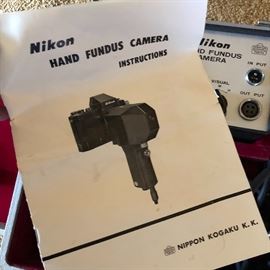 Nikon
HAND FUNDUS CAMERA
INSTRUCTIONS
NIPPON KOGAKU K. K.
Nikon
HAND FUNDUS
CAMERA
IN PUT
VISUAL
OUT PUT